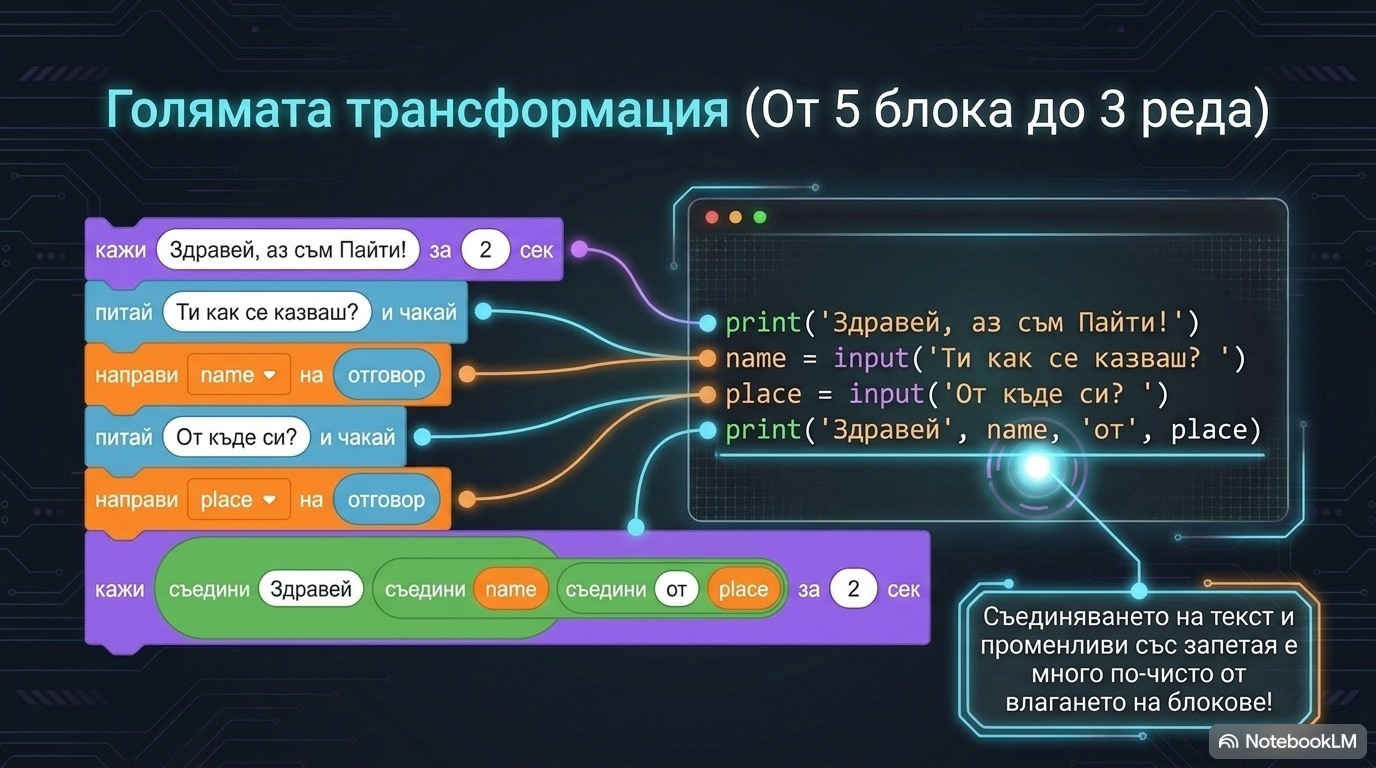 Голямата трансформация (От 5 блока до 3 реда)
кажи Здравей, аз съм Пайти! за 2 сек
питай Ти как се казваш? и чакай
направи name на отговор
питай От къде си? и чакай
направи place на отговор
кажи съедини Здравей съедини name съедини от place за 2 сек
print('Здравей, аз съм Пайти!')
name = input('Ти как се казваш? ')
place = input('От къде си? ')
print('Здравей', name, 'от', place)
Съединяването на текст и
променливи със запетая е
много по-чисто от
влагането на блокове!
NotebookLM